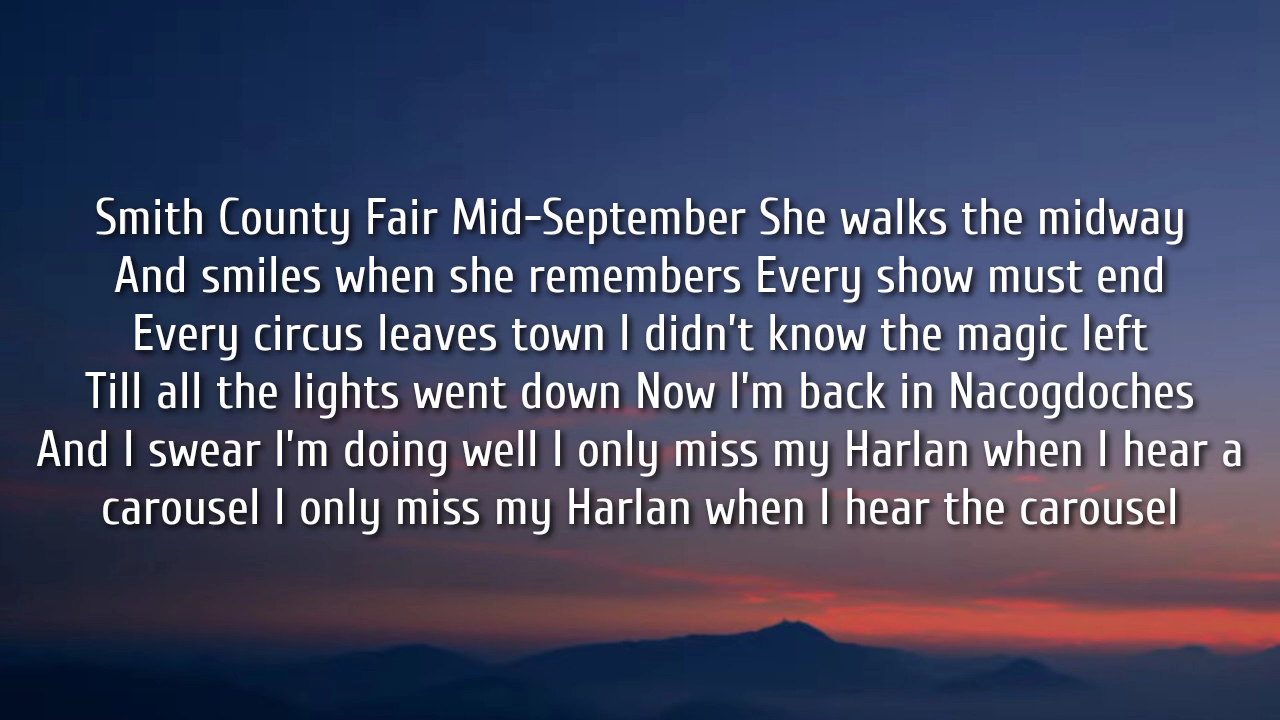 Smith County Fair Mid-September She walks the midway
And smiles when she remembers Every show must end
Every circus leaves town I didn't know the magic left
Till all the lights went down Now I'm back in Nacogdoches
And I swear I'm doing well I only miss my Harlan when I hear a
carousel I only miss my Harlan when I hear the carousel